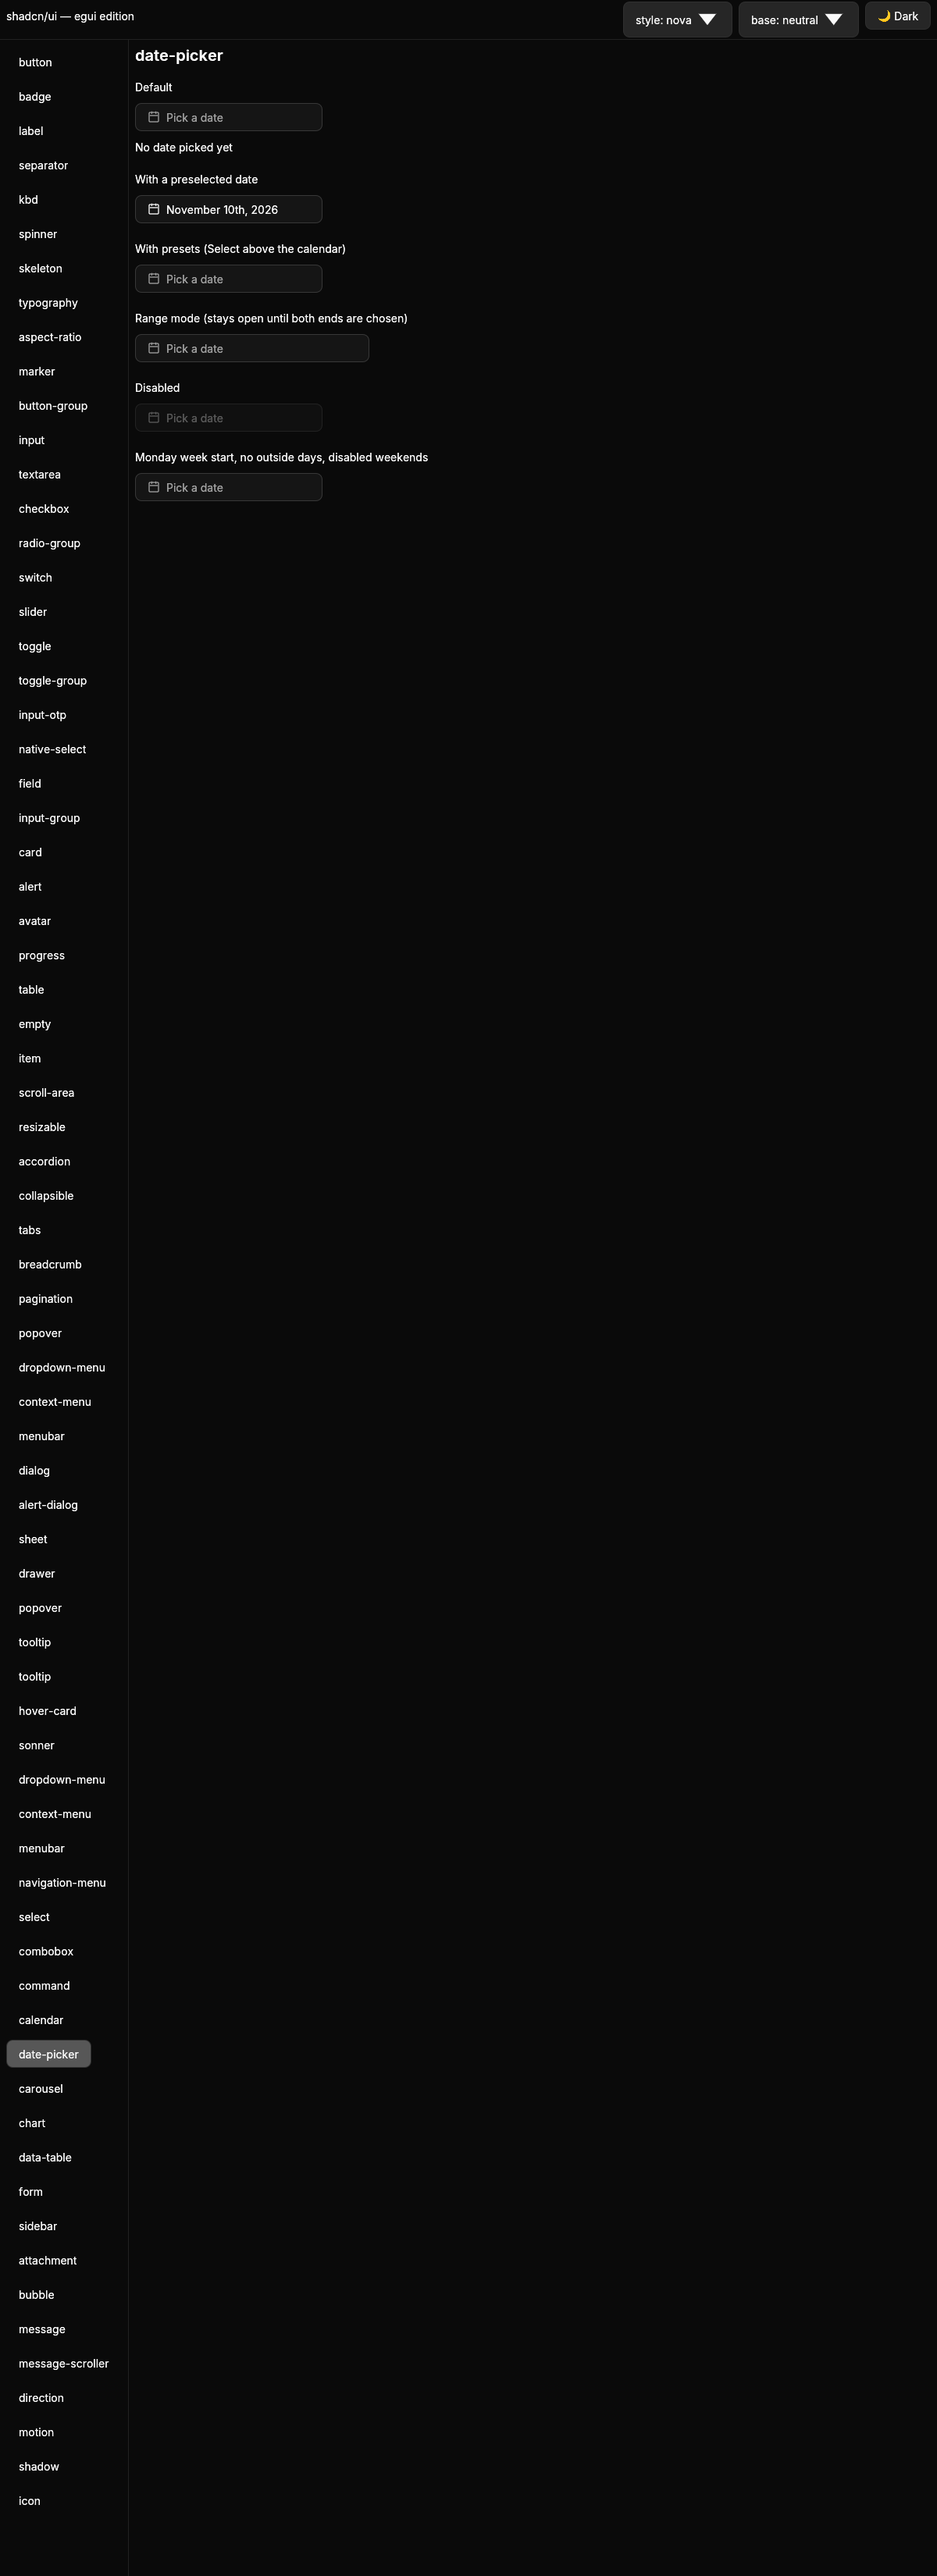 shadcn/ui — egui edition
style: nova
base: neutral
🌙 Dark
button
badge
label
separator
kbd
spinner
skeleton
typography
aspect-ratio
marker
button-group
input
textarea
checkbox
radio-group
switch
slider
toggle
toggle-group
input-otp
native-select
field
input-group
card
alert
avatar
progress
table
empty
item
scroll-area
resizable
accordion
collapsible
tabs
breadcrumb
pagination
popover
dropdown-menu
context-menu
menubar
dialog
alert-dialog
sheet
drawer
popover
tooltip
tooltip
hover-card
sonner
dropdown-menu
context-menu
menubar
navigation-menu
select
combobox
command
calendar
date-picker
carousel
chart
data-table
form
sidebar
attachment
bubble
message
message-scroller
direction
motion
shadow
icon
date-picker
Default
Pick a date
No date picked yet
With a preselected date
November 10th, 2026
With presets (Select above the calendar)
Pick a date
Range mode (stays open until both ends are chosen)
Pick a date
Disabled
Pick a date
Monday week start, no outside days, disabled weekends
Pick a date